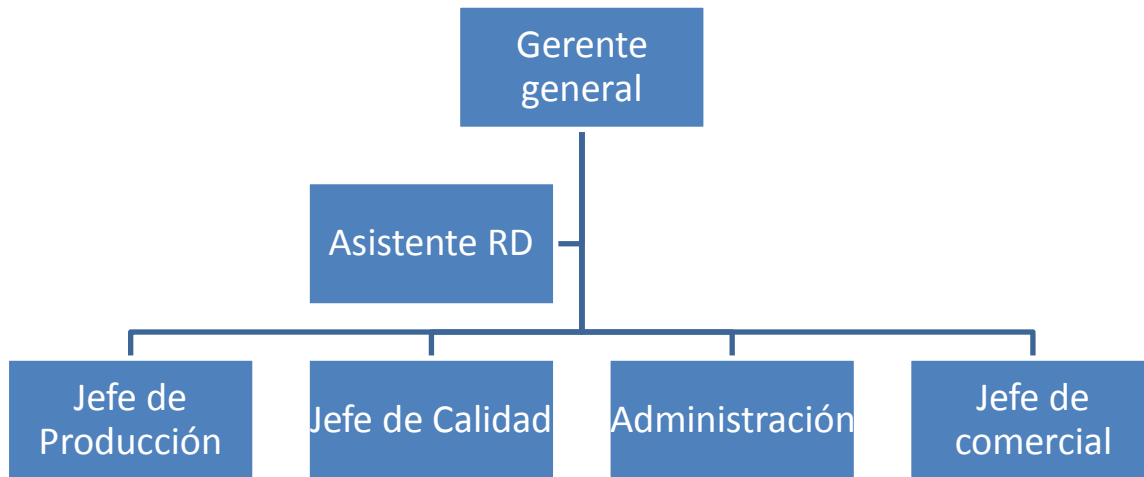 Gerente
general
Asistente RD
Jefe de
Producción
Jefe de Calidad
Administración
Jefe de
comercial